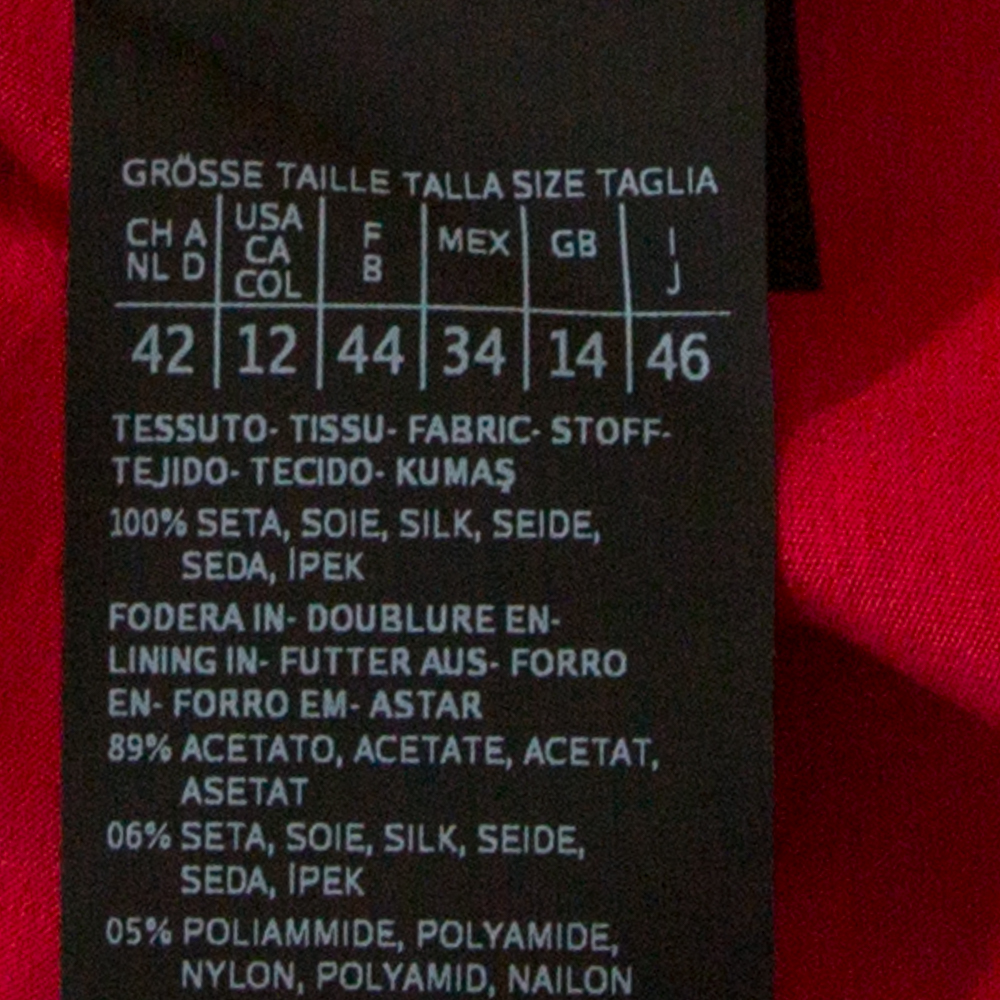 GRÖSSE TAILLE TALLA SIZE TAGLIA
CH A NL D | USA CA COL | F B | MEX | GB | I J
42 | 12 | 44 | 34 | 14 | 46
TESSUTO- TISSU- FABRIC- STOFF-
TEJIDO- TECIDO- KUMAŞ
100% SETA, SOIE, SILK, SEIDE,
SEDA, İPEK
FODERA IN- DOUBLURE EN-
LINING IN- FUTTER AUS- FORRO
EN- FORRO EM- ASTAR
89% ACETATO, ACETATE, ACETAT,
ASETAT
06% SETA, SOIE, SILK, SEIDE,
SEDA, İPEK
05% POLIAMMIDE, POLYAMIDE,
NYLON, POLYAMID, NAILON